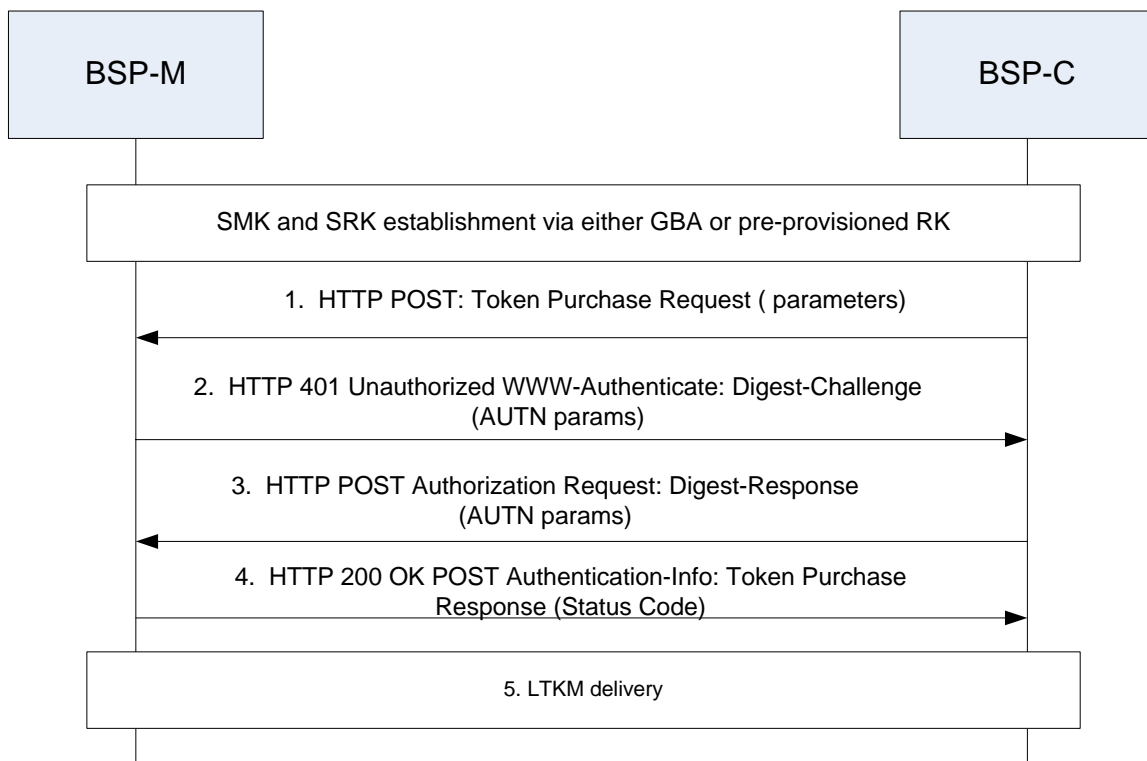 BSP-M
BSP-C
SMK and SRK establishment via either GBA or pre-provisioned RK
1. HTTP POST: Token Purchase Request ( parameters)
2. HTTP 401 Unauthorized WWW-Authenticate: Digest-Challenge
(AUTN params)
3. HTTP POST Authorization Request: Digest-Response
(AUTN params)
4. HTTP 200 OK POST Authentication-Info: Token Purchase
Response (Status Code)
5. LTKM delivery